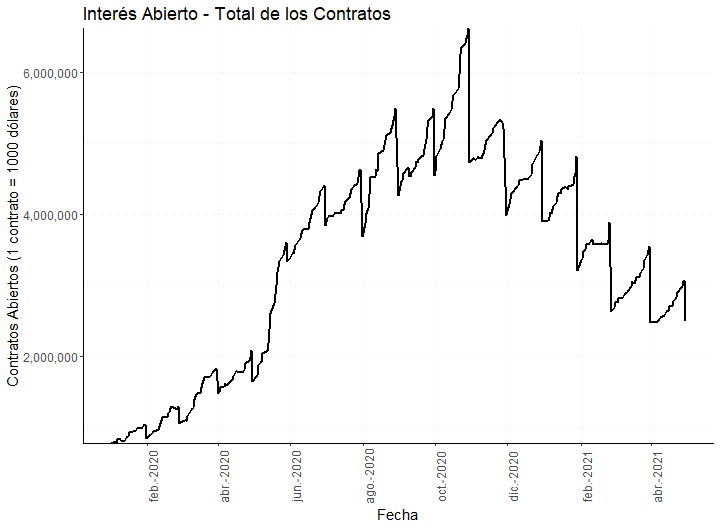 Interés Abierto - Total de los Contratos
Contratos Abiertos (1 contrato = 1000 dólares)
6,000,000
4,000,000
2,000,000
feb.-2020
abr.-2020
jun.-2020
ago.-2020
oct.-2020
dic.-2020
feb.-2021
abr.-2021
Fecha